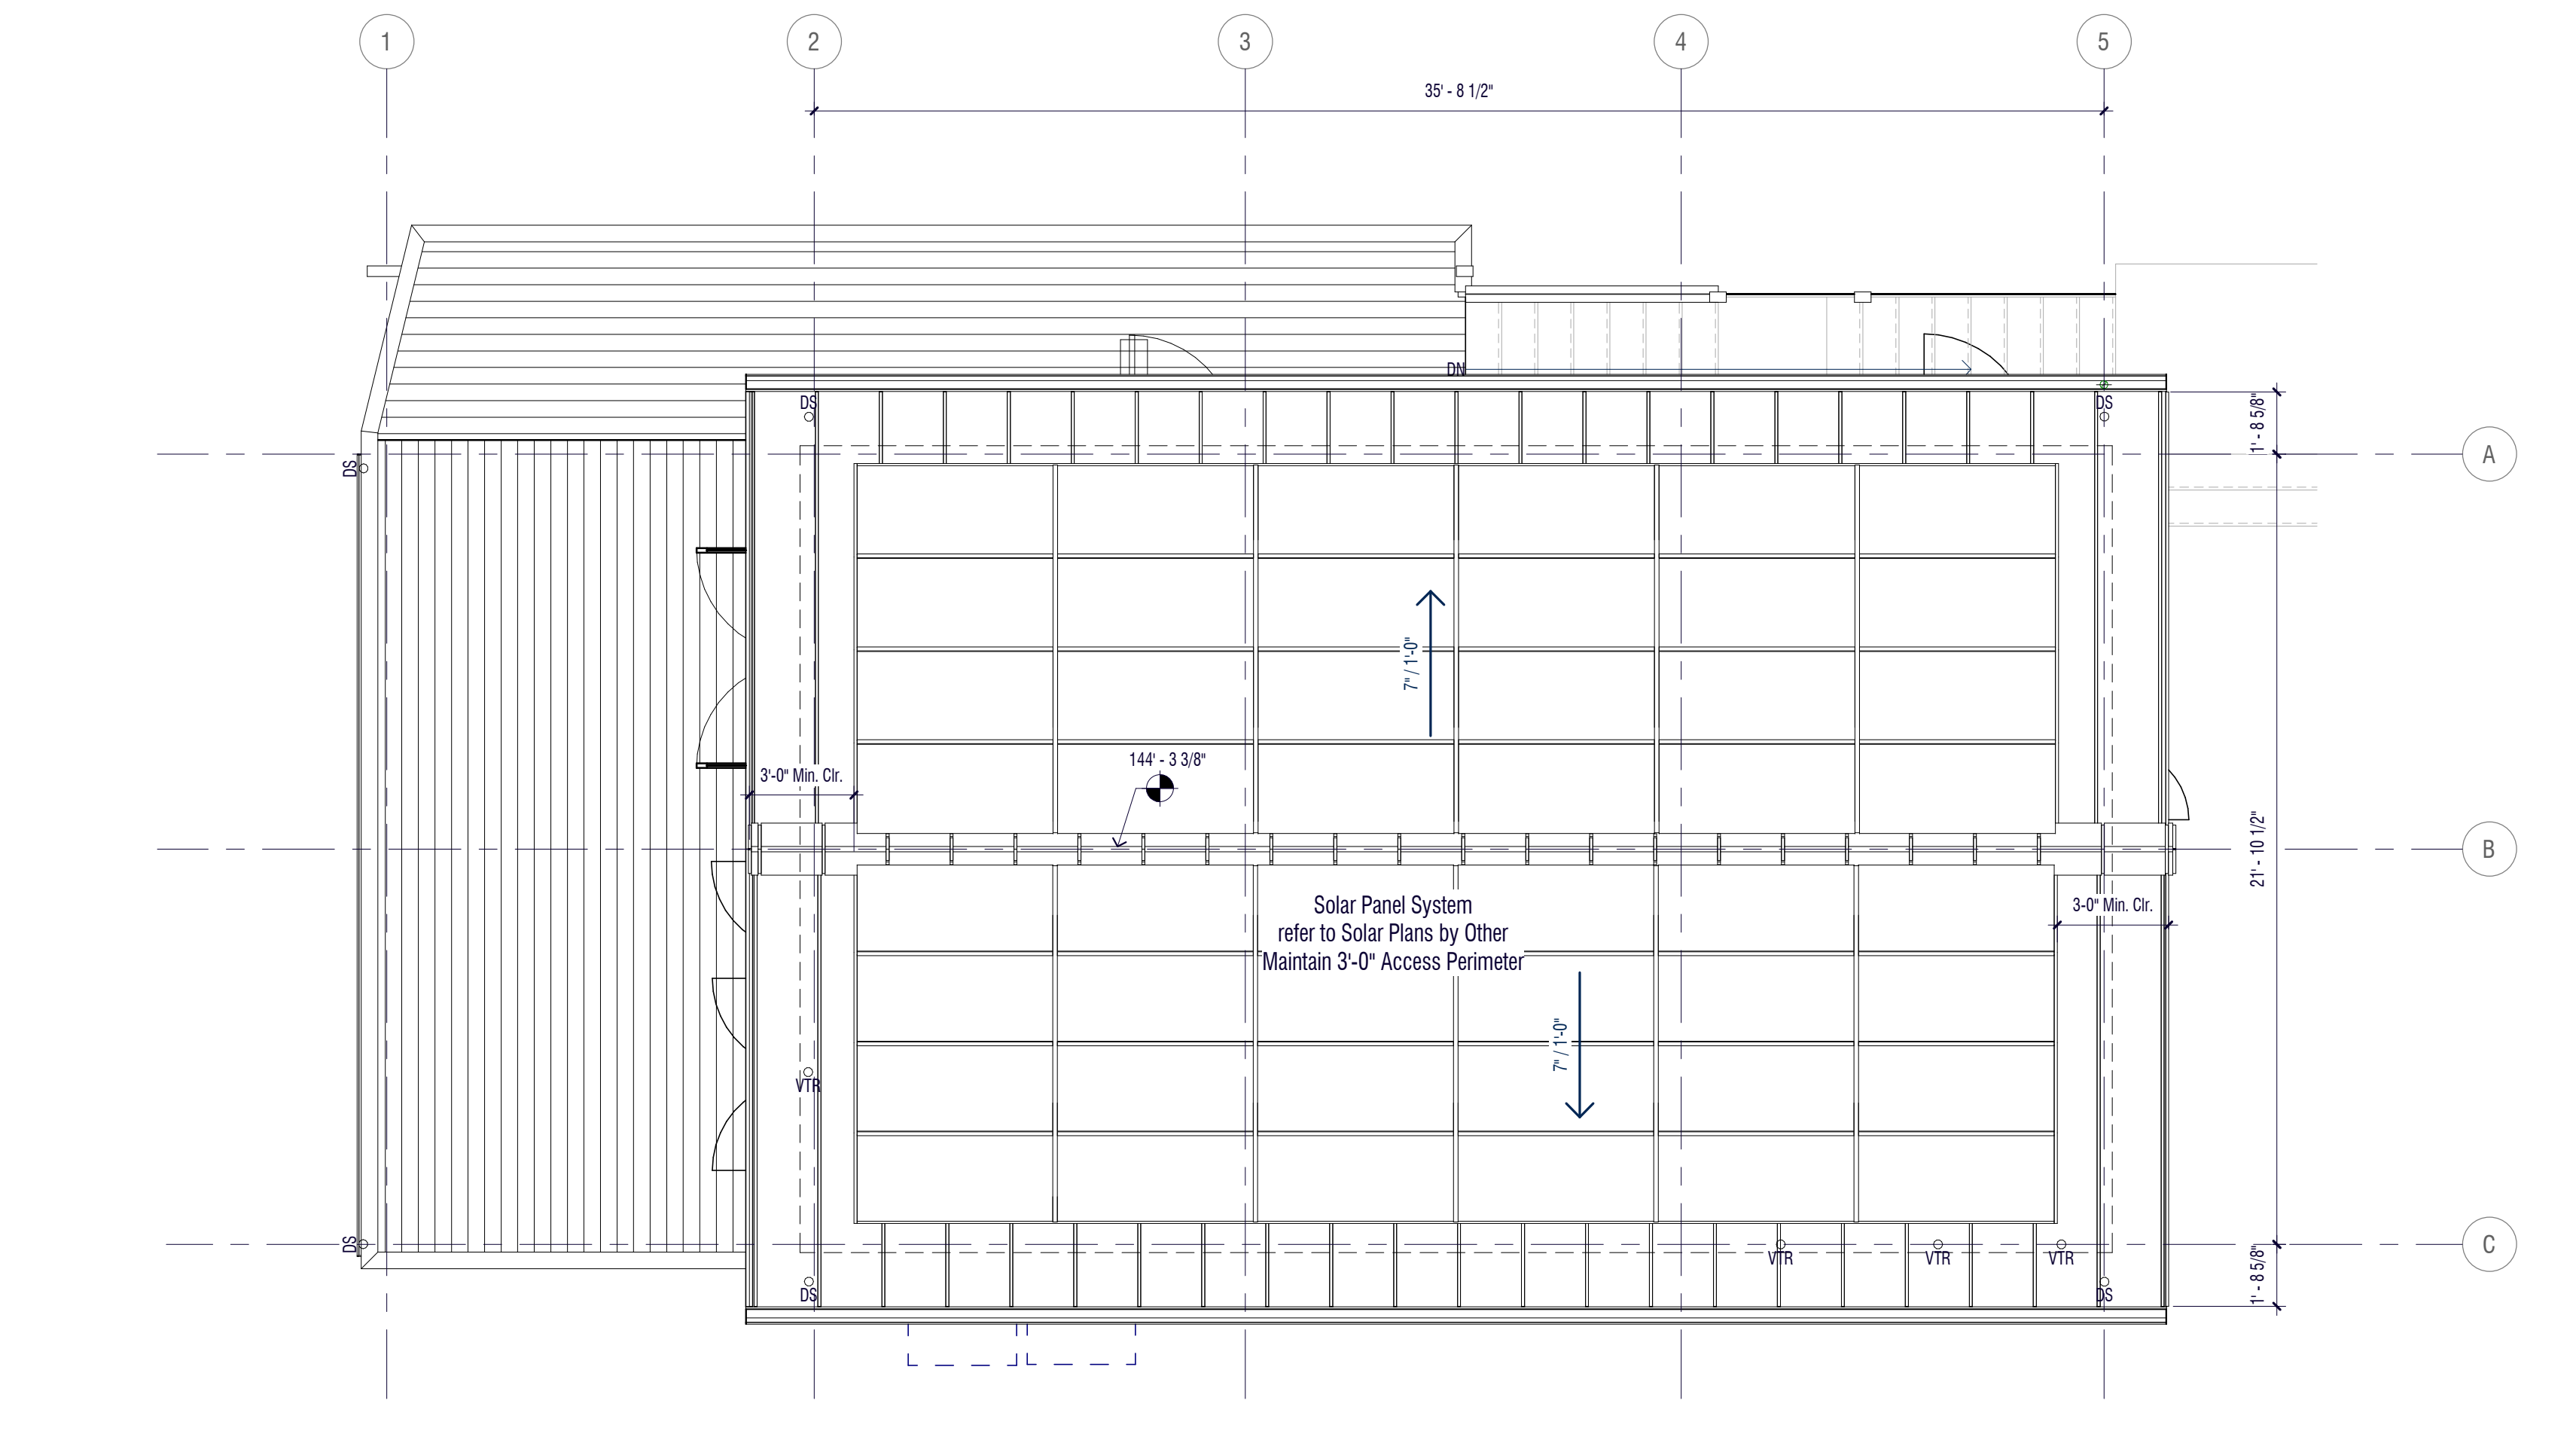 1
2
3
4
5
35' - 8 1/2"
DN
DS
DS
1' - 8 5/8"
A
DS
7" / 1'-0"
144' - 3 3/8"
3'-0" Min. Clr.
B
21' - 10 1/2"
Solar Panel System
refer to Solar Plans by Other
Maintain 3'-0" Access Perimeter
3-0" Min. Clr.
7" / 1'-0"
VTR
DS
VTR
VTR
VTR
C
1' - 8 5/8"
DS
DS